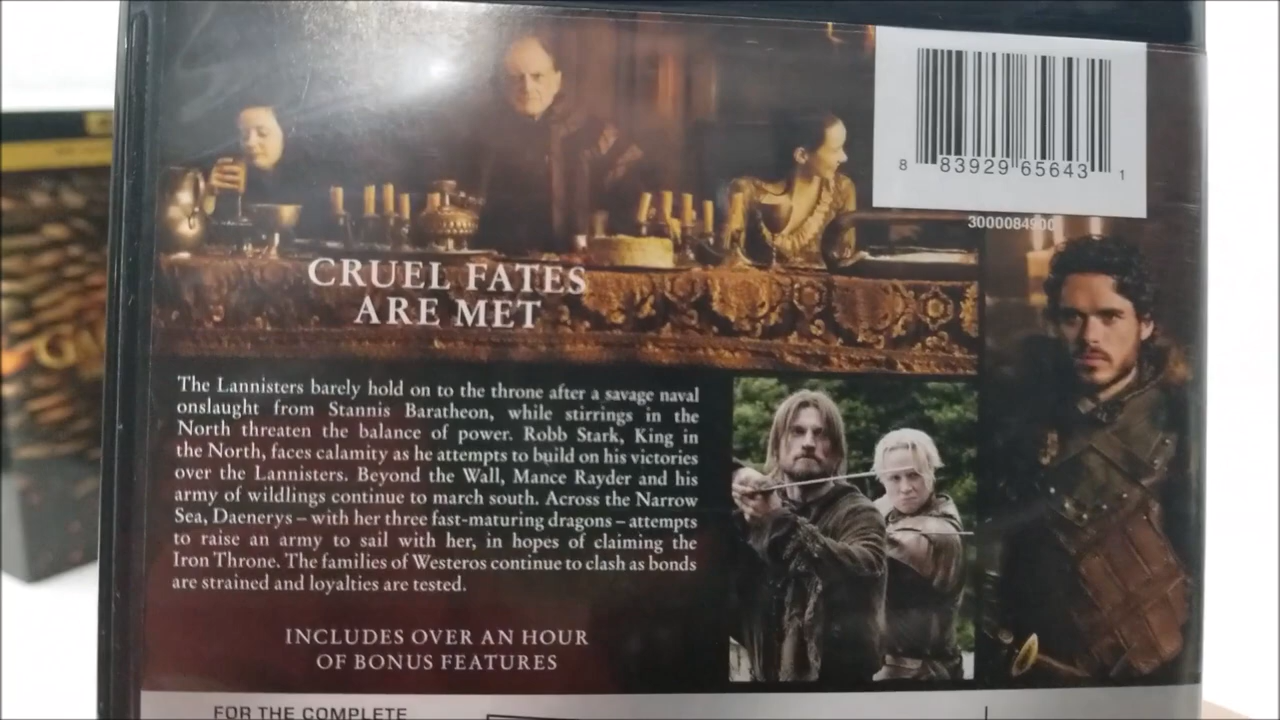 8 83929 65643 1
3000084900
CRUEL FATES
ARE MET
The Lannisters barely hold on to the throne after a savage naval
onslaught from Stannis Baratheon, while stirrings in the
North threaten the balance of power. Robb Stark, King in
the North, faces calamity as he attempts to build on his victories
over the Lannisters. Beyond the Wall, Mance Rayder and his
army of wildlings continue to march south. Across the Narrow
Sea, Daenerys – with her three fast-maturing dragons – attempts
to raise an army to sail with her, in hopes of claiming the
Iron Throne. The families of Westeros continue to clash as bonds
are strained and loyalties are tested.
INCLUDES OVER AN HOUR
OF BONUS FEATURES
FOR THE COMPLETE